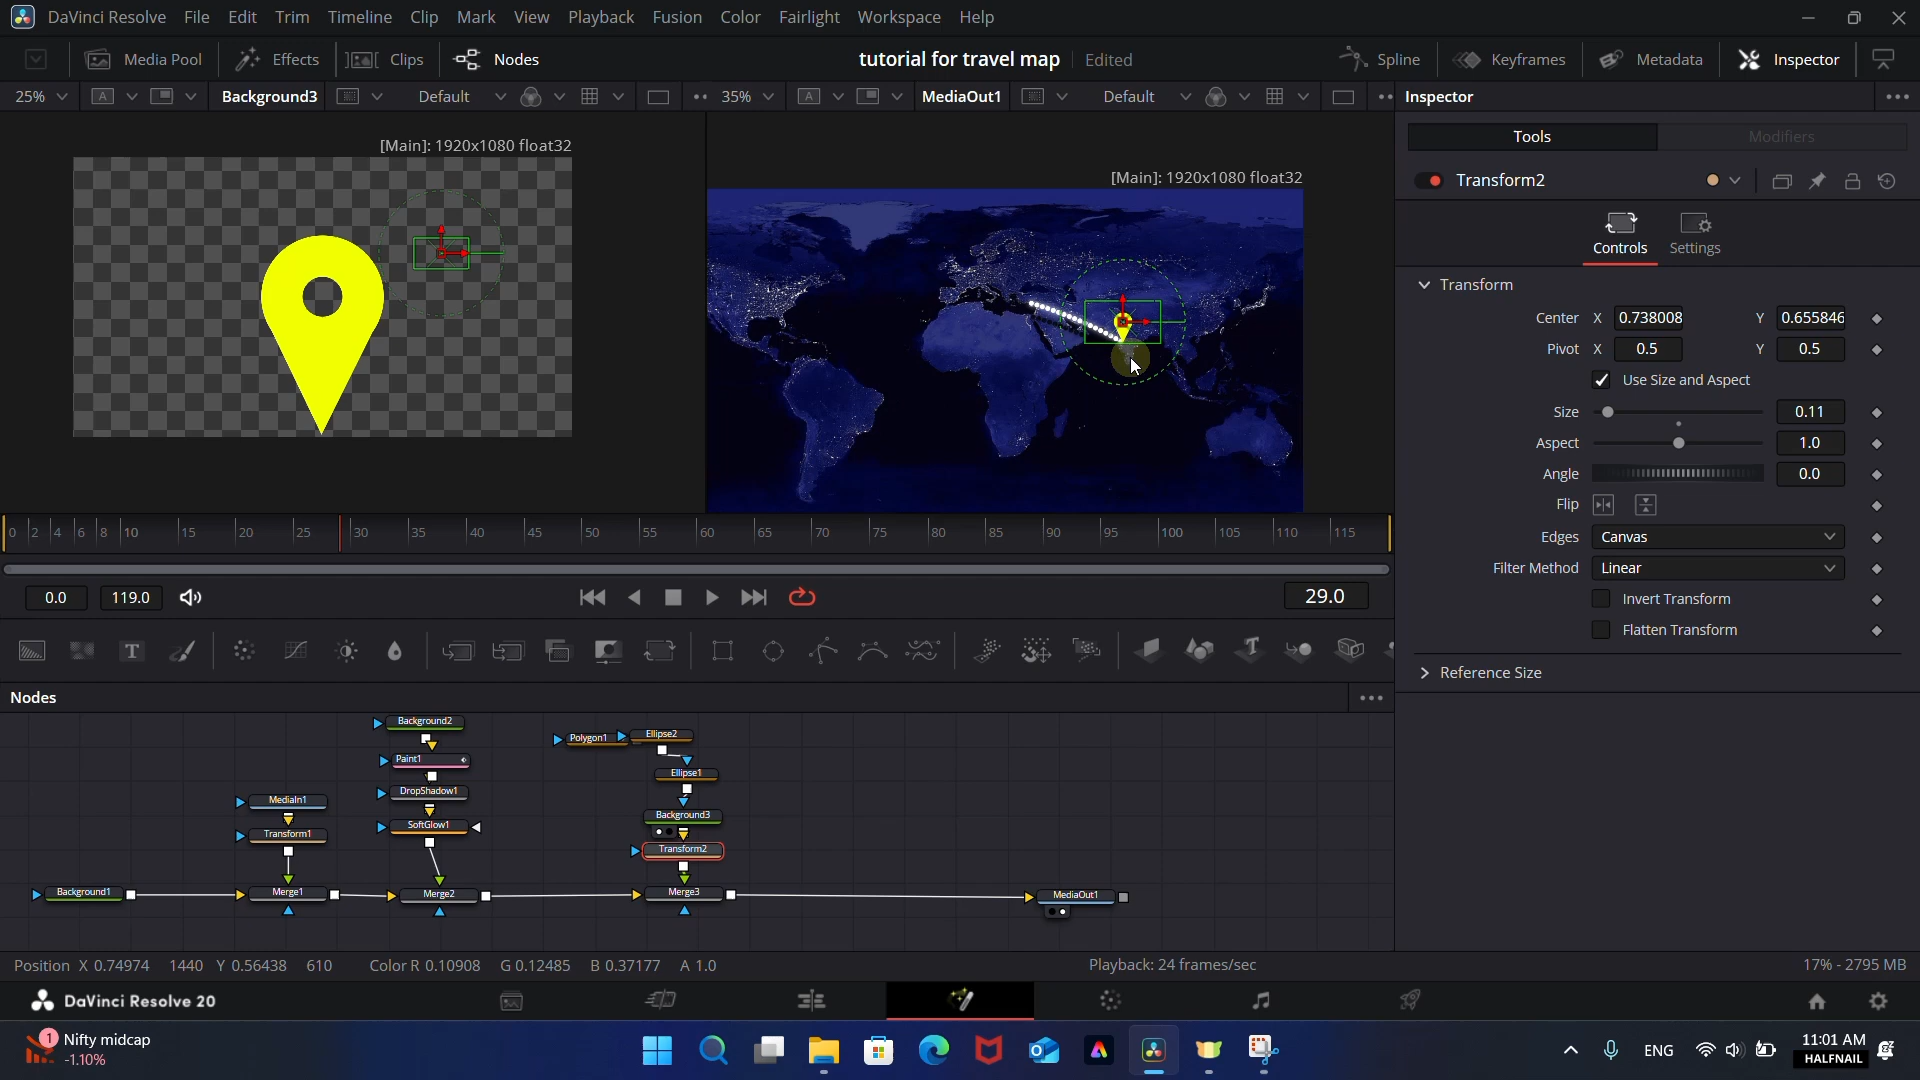 DaVinci Resolve File Edit Trim Timeline Clip Mark View Playback Fusion Color Fairlight Workspace Help
Media Pool Effects Clips Nodes tutorial for travel map Edited Spline Keyframes Metadata Inspector
25% A Background3 Default 35% A MediaOut1 Default Inspector
Tools Modifiers
[Main]: 1920x1080 float32
[Main]: 1920x1080 float32
Transform2
Controls Settings
Transform
Center X 0.738008 Y 0.655846
Pivot X 0.5 Y 0.5
Use Size and Aspect
Size 0.11
Aspect 1.0
Angle 0.0
Flip
Edges Canvas
Filter Method Linear
Invert Transform
Flatten Transform
Reference Size
0 2 4 6 8 10 15 20 25 30 35 40 45 50 55 60 65 70 75 80 85 90 95 100 105 110 115
0.0 119.0 29.0
T T
Nodes
Background2
Polygon1 Ellipse2
Paint1
Ellipse1
DropShadow1
MediaIn1
Background3
SoftGlow1
Transform1
Transform2
Background1 Merge1 Merge2 Merge3 MediaOut1
Position X 0.74974 1440 Y 0.56438 610 Color R 0.10908 G 0.12485 B 0.37177 A 1.0 Playback: 24 frames/sec 17% - 2795 MB
DaVinci Resolve 20
1 Nifty midcap
-1.10%
ENG
11:01 AM
HALFNAIL